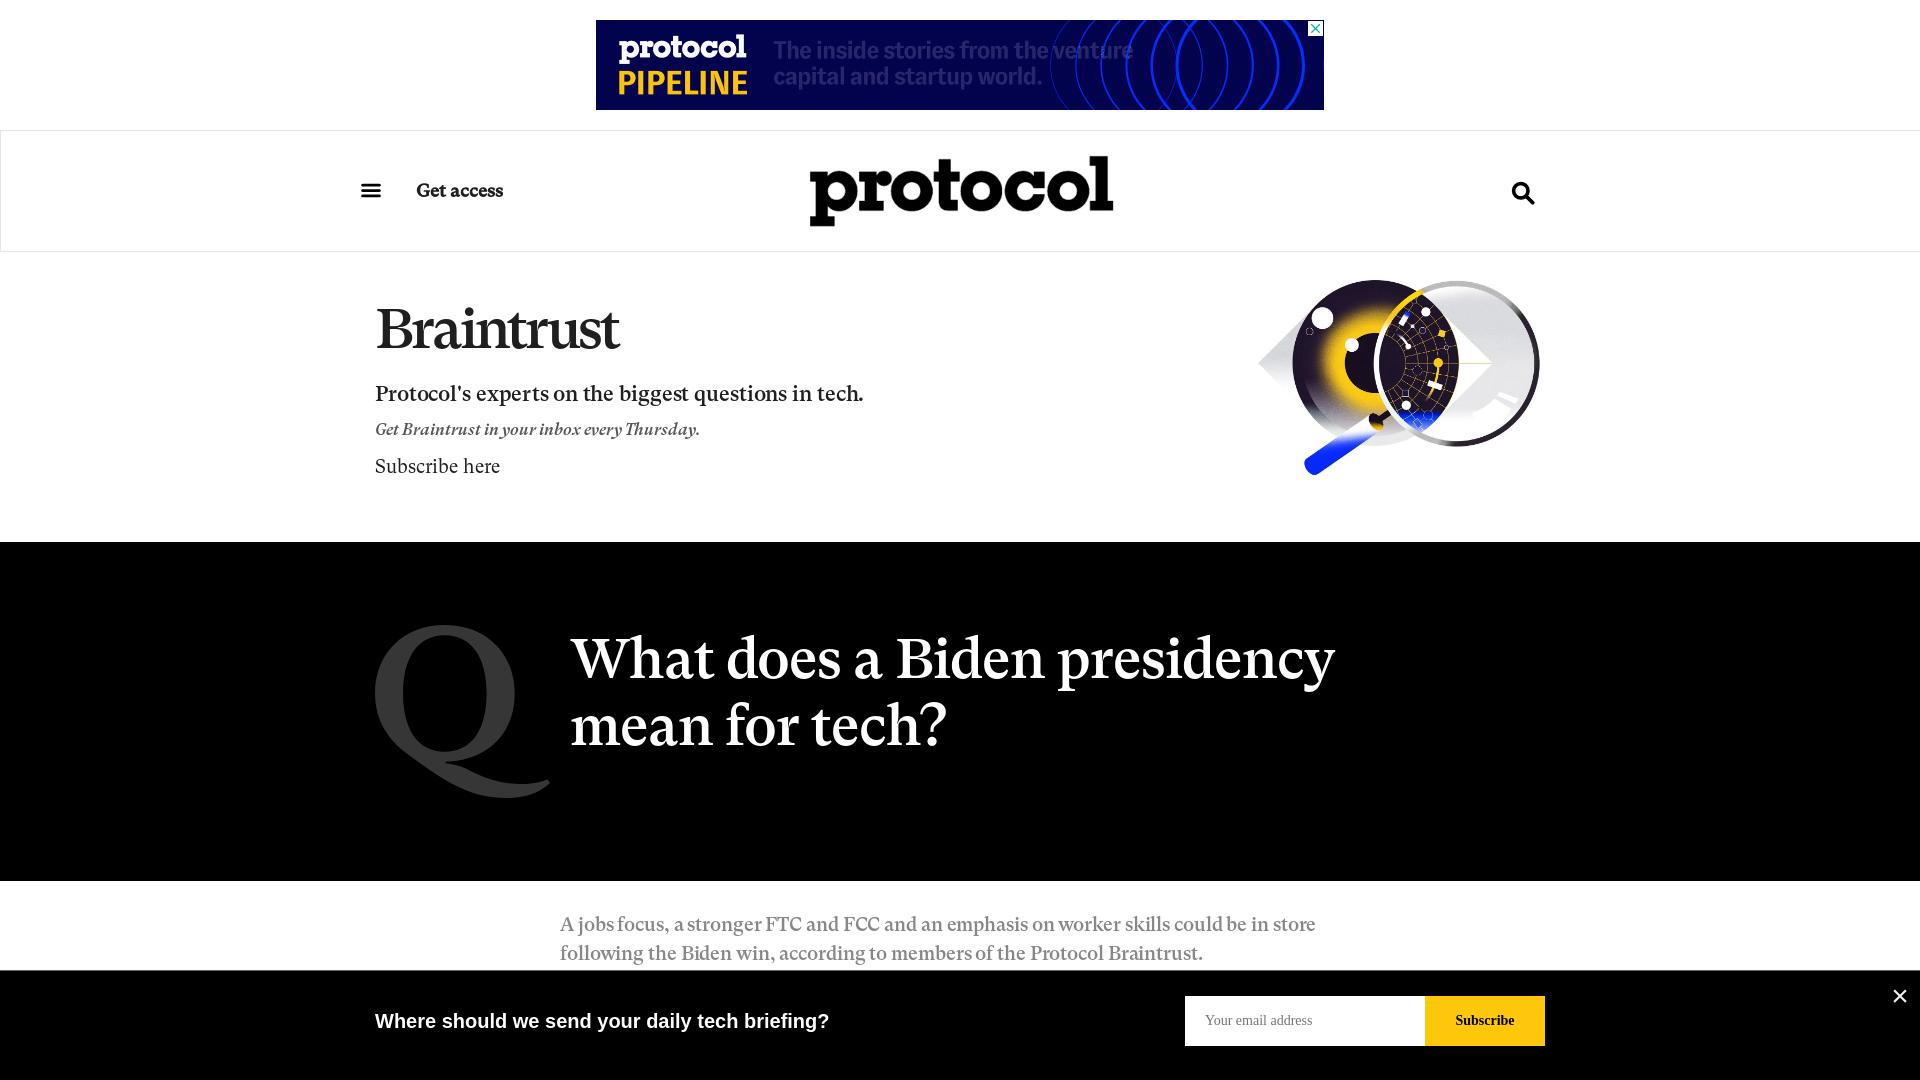 protocol
PIPELINE
The inside stories from the venture
capital and startup world.
Get access
protocol
Braintrust
Protocol's experts on the biggest questions in tech.
Get Braintrust in your inbox every Thursday.
Subscribe here
Q
What does a Biden presidency
mean for tech?
A jobs focus, a stronger FTC and FCC and an emphasis on worker skills could be in store
following the Biden win, according to members of the Protocol Braintrust.
Where should we send your daily tech briefing?
Your email address
Subscribe